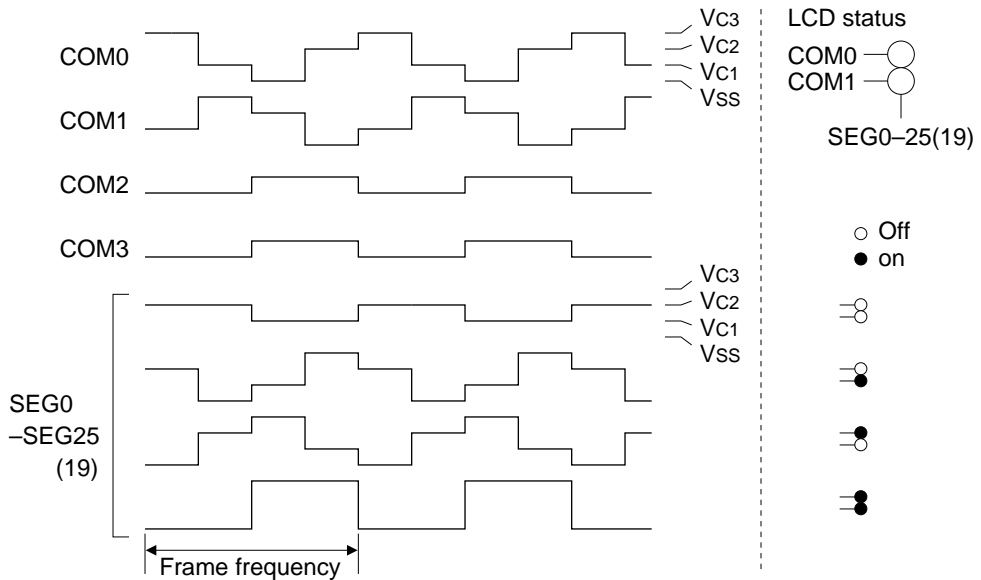 COM0
VC3
VC2
VC1
VSS
COM1
COM2
COM3
VC3
VC2
VC1
VSS
SEG0
–SEG25
(19)
Frame frequency
LCD status
COM0
COM1
SEG0–25(19)
Off
on